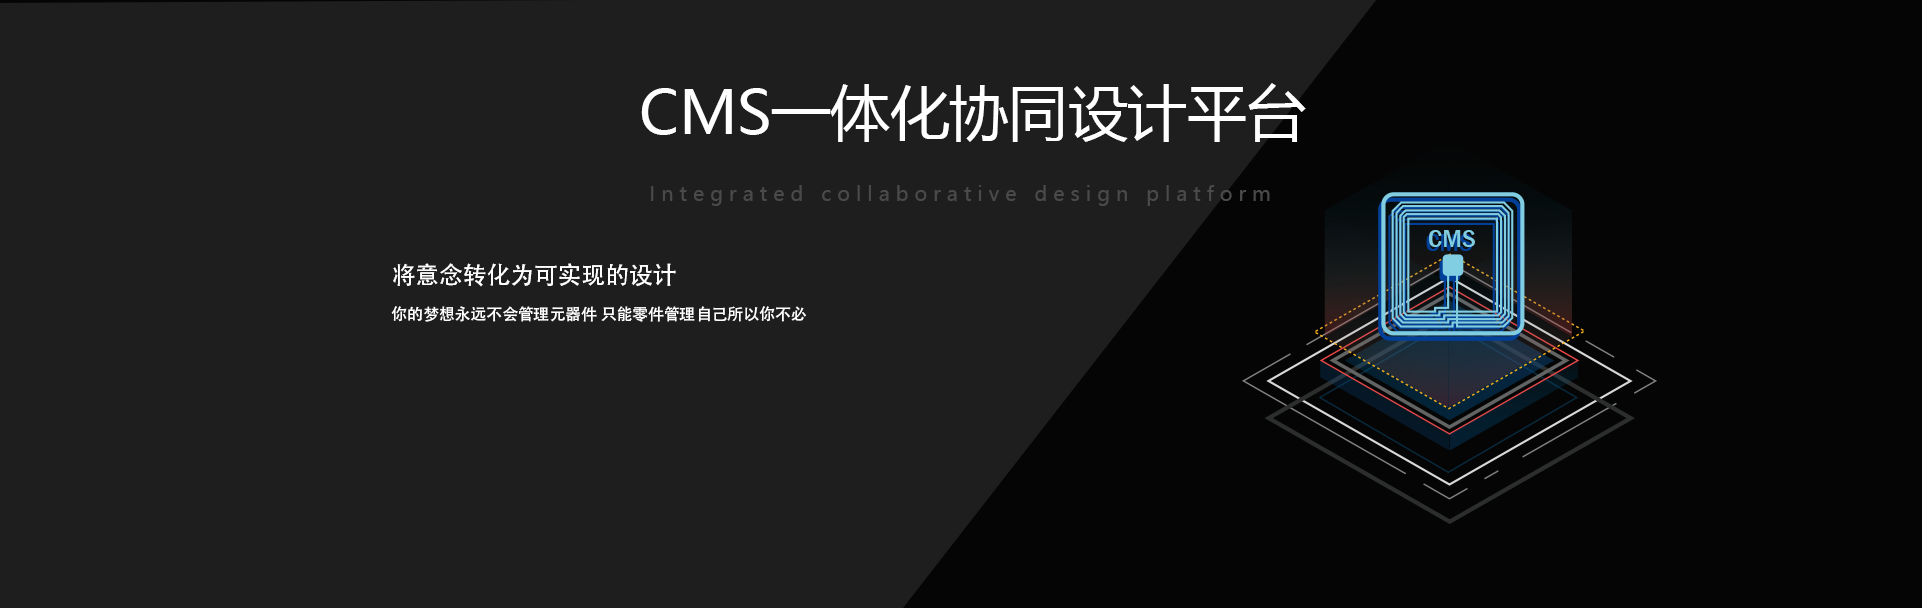 CMS一体化协同设计平台
Integrated collaborative design platform
CMS
将意念转化为可实现的设计
你的梦想永远不会管理元器件 只能零件管理自己所以你不必